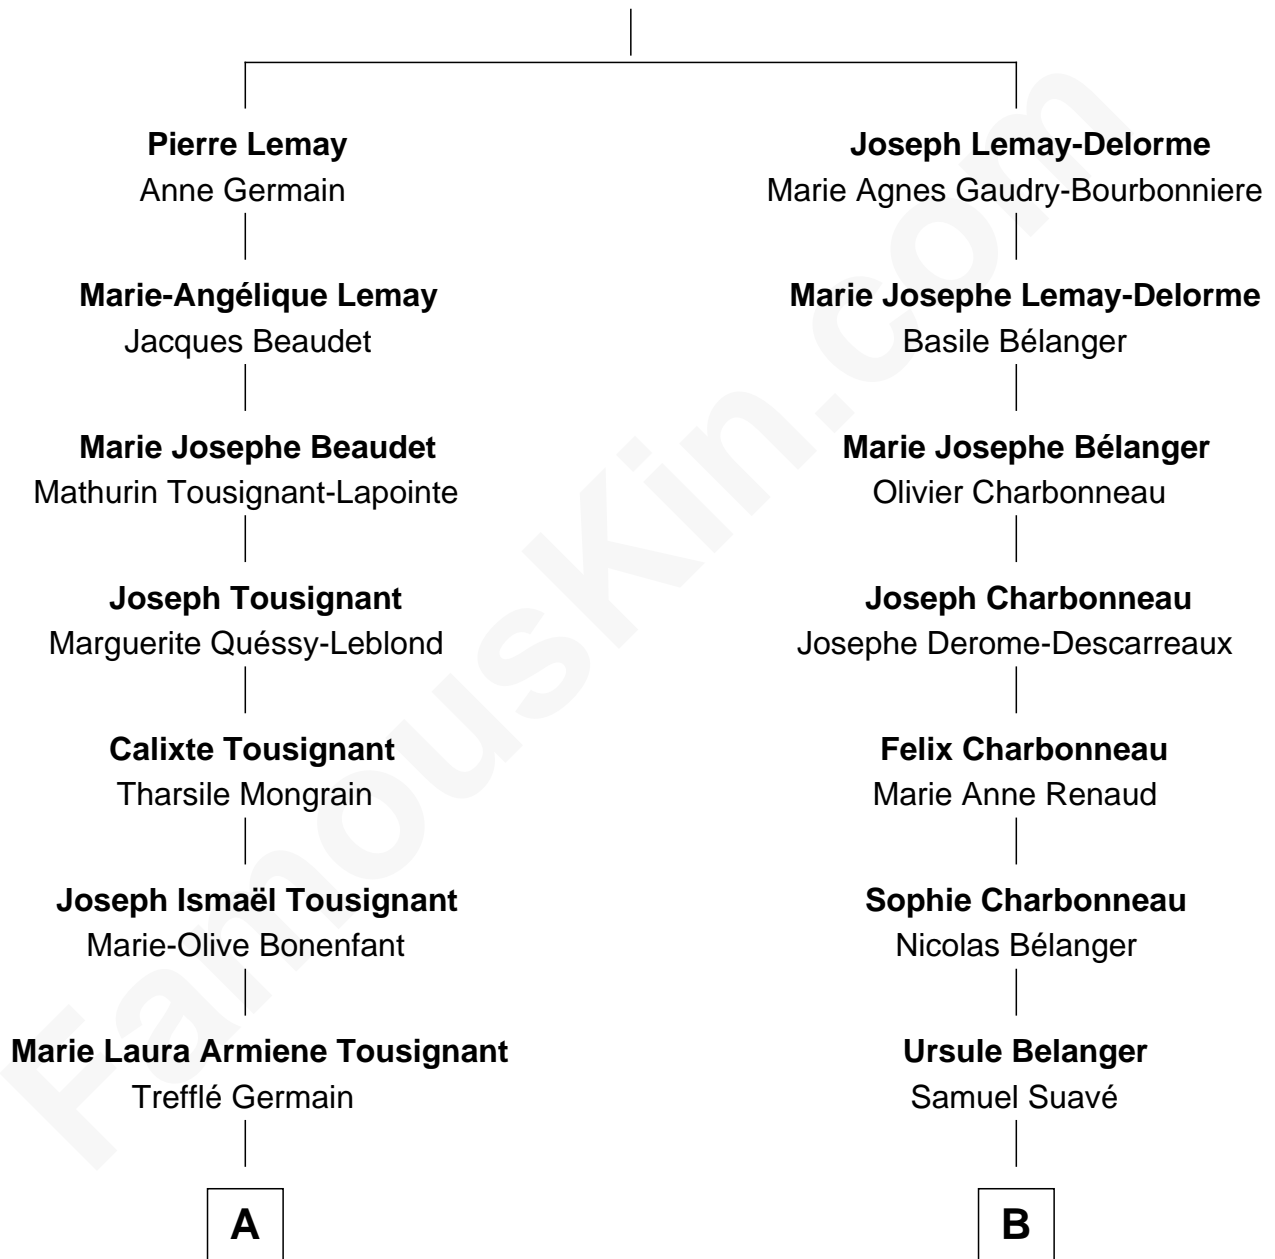 Pierre Lemay
Anne Germain
Marie-Angélique Lemay
Jacques Beaudet
Marie Josephe Beaudet
Mathurin Tousignant-Lapointe
Joseph Tousignant
Marguerite Quéssy-Leblond
Calixte Tousignant
Tharsile Mongrain
Joseph Ismaël Tousignant
Marie-Olive Bonenfant
Marie Laura Armiene Tousignant
Trefflé Germain
A
Joseph Lemay-Delorme
Marie Agnes Gaudry-Bourbonniere
Marie Josephe Lemay-Delorme
Basile Bélanger
Marie Josephe Bélanger
Olivier Charbonneau
Joseph Charbonneau
Josephe Derome-Descarreaux
Felix Charbonneau
Marie Anne Renaud
Sophie Charbonneau
Nicolas Bélanger
Ursule Belanger
Samuel Suavé
B
FamousKin.com